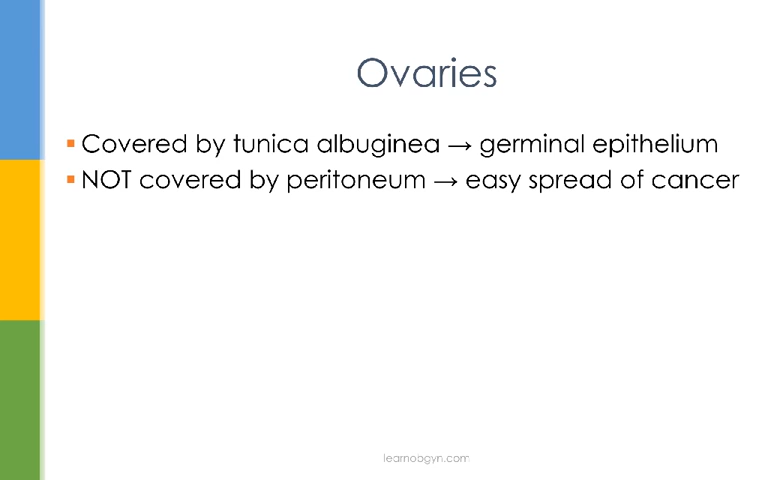 Ovaries
▪ Covered by tunica albuginea → germinal epithelium
▪ NOT covered by peritoneum → easy spread of cancer
learnobgyn.com